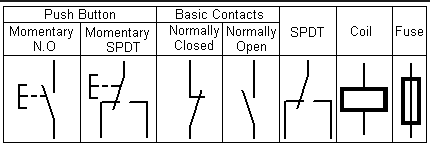 Push Button
Basic Contacts
Momentary
N.O
Momentary
SPDT
Normally
Closed
Normally
Open
SPDT
Coil
Fuse